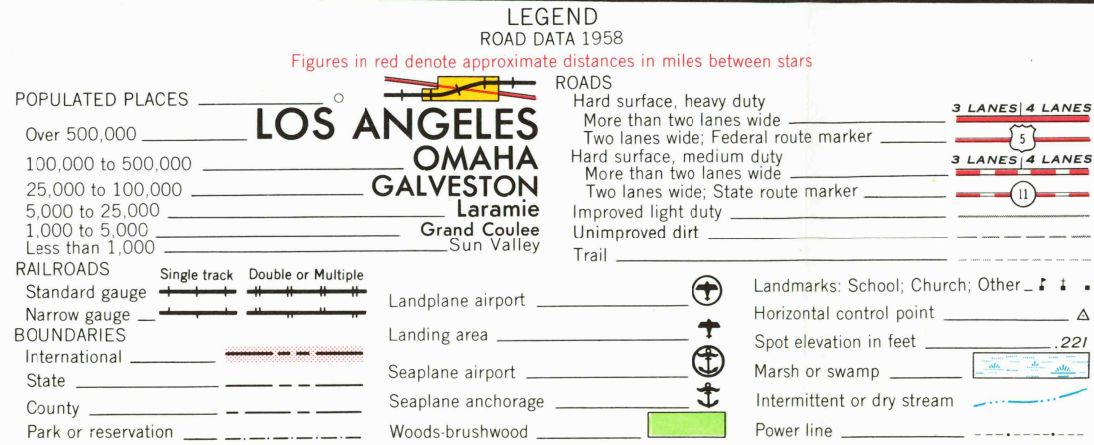 LEGEND
ROAD DATA 1958
Figures in red denote approximate distances in miles between stars
POPULATED PLACES
Over 500,000 LOS ANGELES
100,000 to 500,000 OMAHA
25,000 to 100,000 GALVESTON
5,000 to 25,000 Laramie
1,000 to 5,000 Grand Coulee
Less than 1,000 Sun Valley
ROADS
Hard surface, heavy duty
More than two lanes wide 3 LANES 4 LANES
Two lanes wide; Federal route marker 5
Hard surface, medium duty
More than two lanes wide 3 LANES 4 LANES
Two lanes wide; State route marker 11
Improved light duty
Unimproved dirt
Trail
RAILROADS Single track Double or Multiple
Standard gauge
Narrow gauge
BOUNDARIES
International
State
County
Park or reservation
Landplane airport
Landing area
Seaplane airport
Seaplane anchorage
Woods-brushwood
Landmarks: School; Church; Other
Horizontal control point
Spot elevation in feet .221
Marsh or swamp
Intermittent or dry stream
Power line